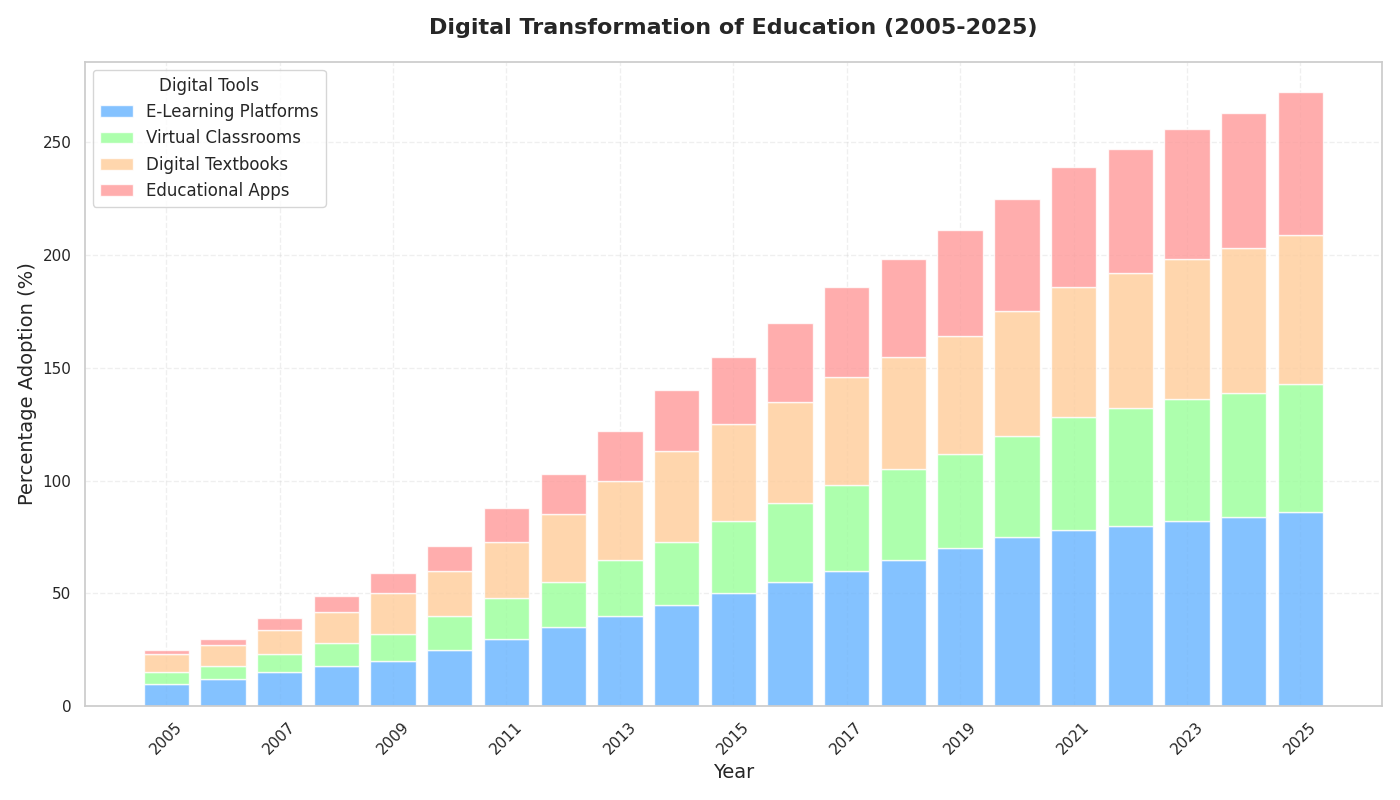 Digital Transformation of Education (2005-2025)
Digital Tools
E-Learning Platforms
Virtual Classrooms
Digital Textbooks
Educational Apps
Percentage Adoption (%)
250
200
150
100
50
0
2005
2007
2009
2011
2013
2015
2017
2019
2021
2023
2025
Year